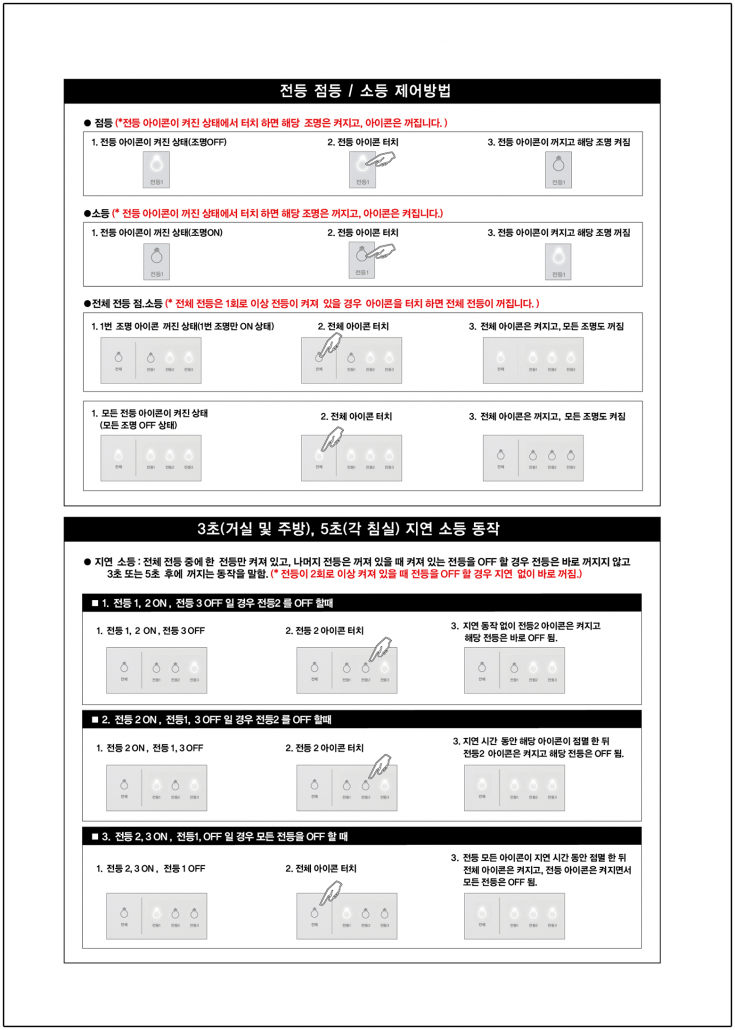 전등 점등 / 소등 제어방법
● 점등 (*전등 아이콘이 켜진 상태에서 터치 하면 해당 조명은 켜지고, 아이콘은 꺼집니다. )
1. 전등 아이콘이 켜진 상태(조명OFF)
2. 전등 아이콘 터치
3. 전등 아이콘이 꺼지고 해당 조명 켜짐
전등1
전등1
전등1
●소등 (* 전등 아이콘이 꺼진 상태에서 터치 하면 해당 조명은 꺼지고, 아이콘은 켜집니다.)
1. 전등 아이콘이 꺼진 상태(조명ON)
2. 전등 아이콘 터치
3. 전등 아이콘이 켜지고 해당 조명 꺼짐
전등1
전등1
전등1
●전체 전등 점.소등 (* 전체 전등은 1회로 이상 전등이 켜져 있을 경우 아이콘을 터치 하면 전체 전등이 꺼집니다. )
1. 1번 조명 아이콘 꺼진 상태(1번 조명만 ON 상태)
2. 전체 아이콘 터치
3. 전체 아이콘은 켜지고, 모든 조명도 꺼짐
전체 전등1 전등2 전등3
전체 전등1 전등2 전등3
전체 전등1 전등2 전등3
1. 모든 전등 아이콘이 켜진 상태
(모든 조명 OFF 상태)
2. 전체 아이콘 터치
3. 전체 아이콘은 꺼지고, 모든 조명도 켜짐
전체 전등1 전등2 전등3
전체 전등1 전등2 전등3
전체 전등1 전등2 전등3
3초(거실 및 주방), 5초(각 침실) 지연 소등 동작
● 지연 소등 : 전체 전등 중에 한 전등만 켜져 있고, 나머지 전등은 꺼져 있을 때 켜져 있는 전등을 OFF 할 경우 전등은 바로 꺼지지 않고
3초 또는 5초 후에 꺼지는 동작을 말함. (* 전등이 2회로 이상 켜져 있을 때 전등을 OFF 할 경우 지연 없이 바로 꺼짐.)
■ 1. 전등 1, 2 ON , 전등 3 OFF 일 경우 전등2 를 OFF 할때
1. 전등 1, 2 ON , 전등 3 OFF
2. 전등 2 아이콘 터치
3. 지연 동작 없이 전등2 아이콘은 켜지고
해당 전등은 바로 OFF 됨.
전체 전등1 전등2 전등3
전체 전등1 전등2 전등3
전체 전등1 전등2 전등3
■ 2. 전등 2 ON , 전등1, 3 OFF 일 경우 전등2 를 OFF 할때
1. 전등 2 ON , 전등 1, 3 OFF
2. 전등 2 아이콘 터치
3. 지연 시간 동안 해당 아이콘이 점멸 한 뒤
전등2 아이콘은 켜지고 해당 전등은 OFF 됨.
전체 전등1 전등2 전등3
전체 전등1 전등2 전등3
전체 전등1 전등2 전등3
■ 3. 전등 2, 3 ON , 전등1, OFF 일 경우 모든 전등을 OFF 할 때
1. 전등 2, 3 ON , 전등 1 OFF
2. 전체 아이콘 터치
3. 전등 모든 아이콘이 지연 시간 동안 점멸 한 뒤
전체 아이콘은 켜지고, 전등 아이콘은 켜지면서
모든 전등은 OFF 됨.
전체 전등1 전등2 전등3
전체 전등1 전등2 전등3
전체 전등1 전등2 전등3